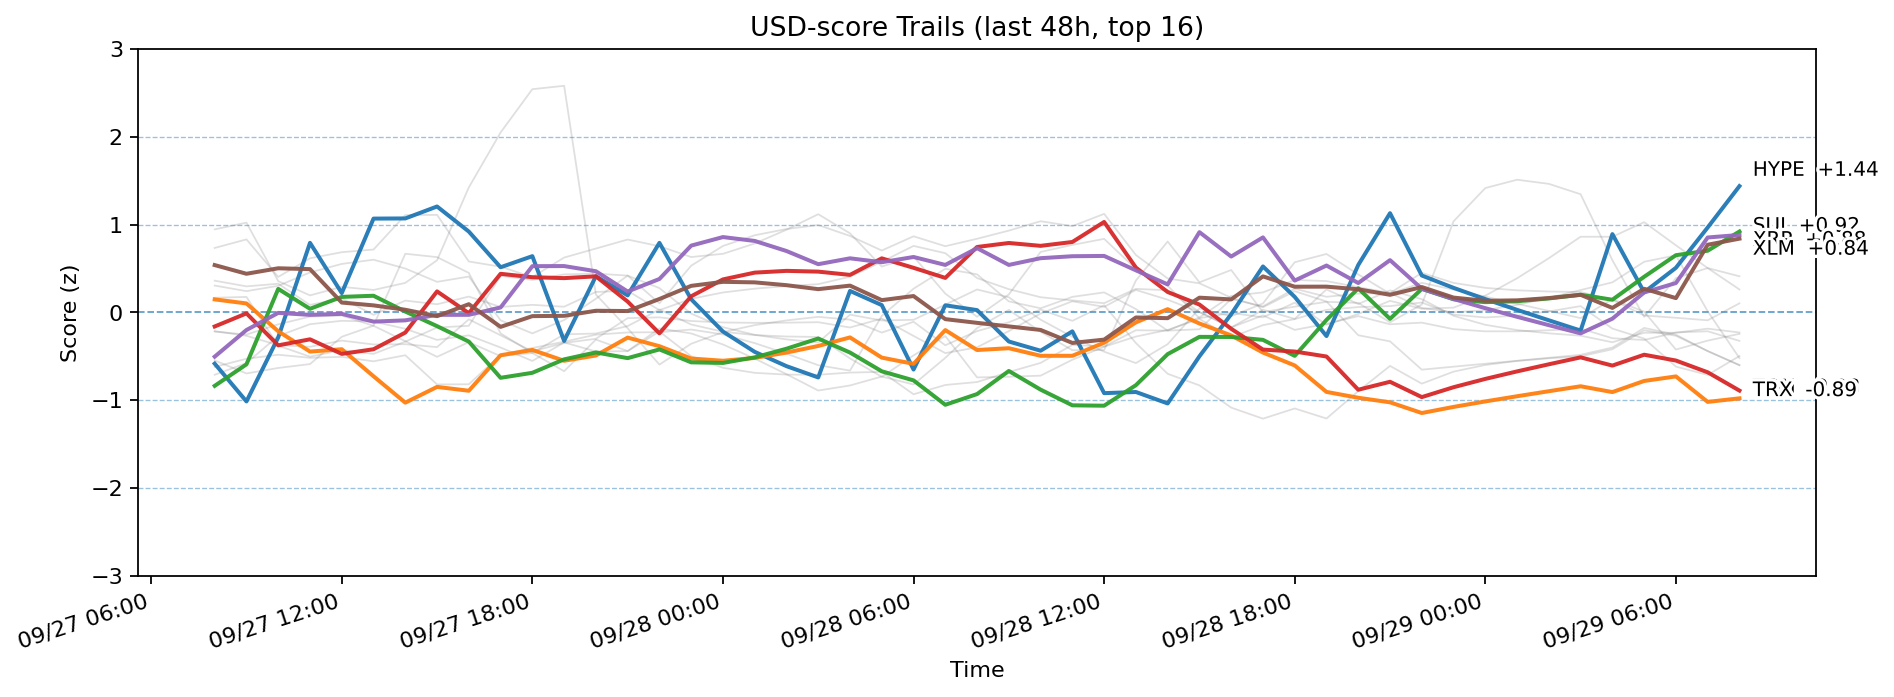 USD-score Trails (last 48h, top 16)
Score (z)
3
2
1
0
−1
−2
−3
HYPE +1.44
SUI +0.92
XLM +0.84
TRX -0.89
09/27 06:00
09/27 12:00
09/27 18:00
09/28 00:00
09/28 06:00
09/28 12:00
09/28 18:00
09/29 00:00
09/29 06:00
Time